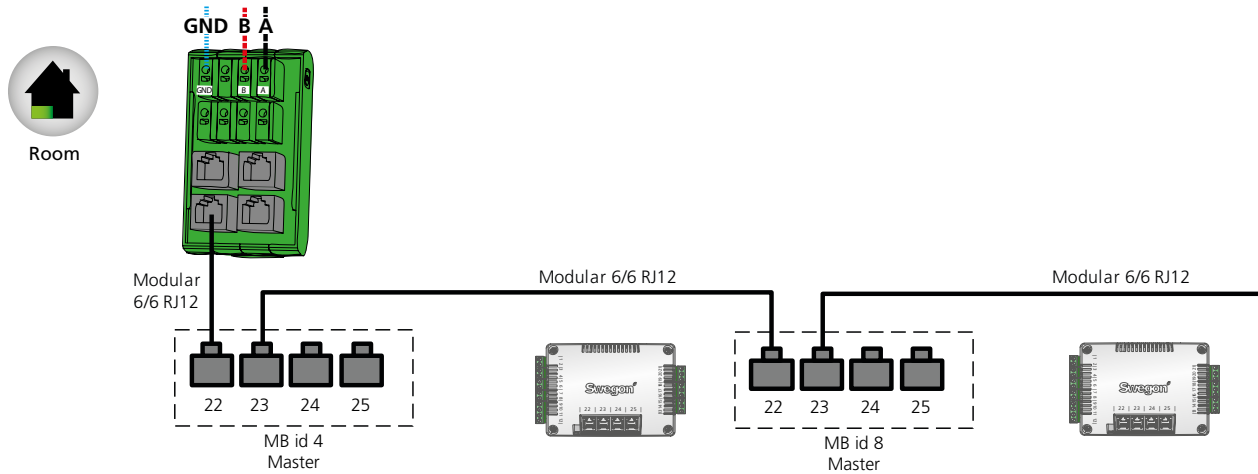 GND B A
GND B A
Room
Modular
6/6 RJ12
Modular 6/6 RJ12
Modular 6/6 RJ12
22 23 24 25
MB id 4
Master
Swegon
| 22 | 23 | 24 | 25 |
22 23 24 25
MB id 8
Master
Swegon
| 22 | 23 | 24 | 25 |